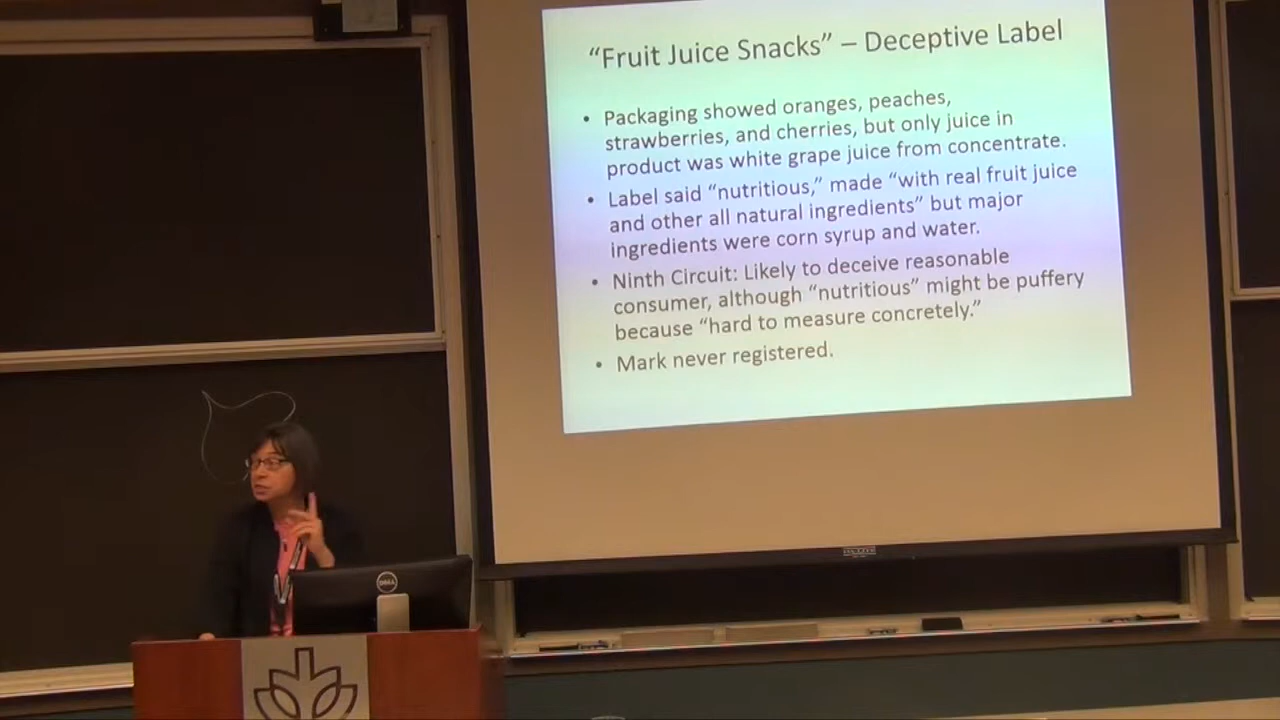 “Fruit Juice Snacks” – Deceptive Label
• Packaging showed oranges, peaches,
strawberries, and cherries, but only juice in
product was white grape juice from concentrate.
• Label said “nutritious,” made “with real fruit juice
and other all natural ingredients” but major
ingredients were corn syrup and water.
• Ninth Circuit: Likely to deceive reasonable
consumer, although “nutritious” might be puffery
because “hard to measure concretely.”
• Mark never registered.
DELL